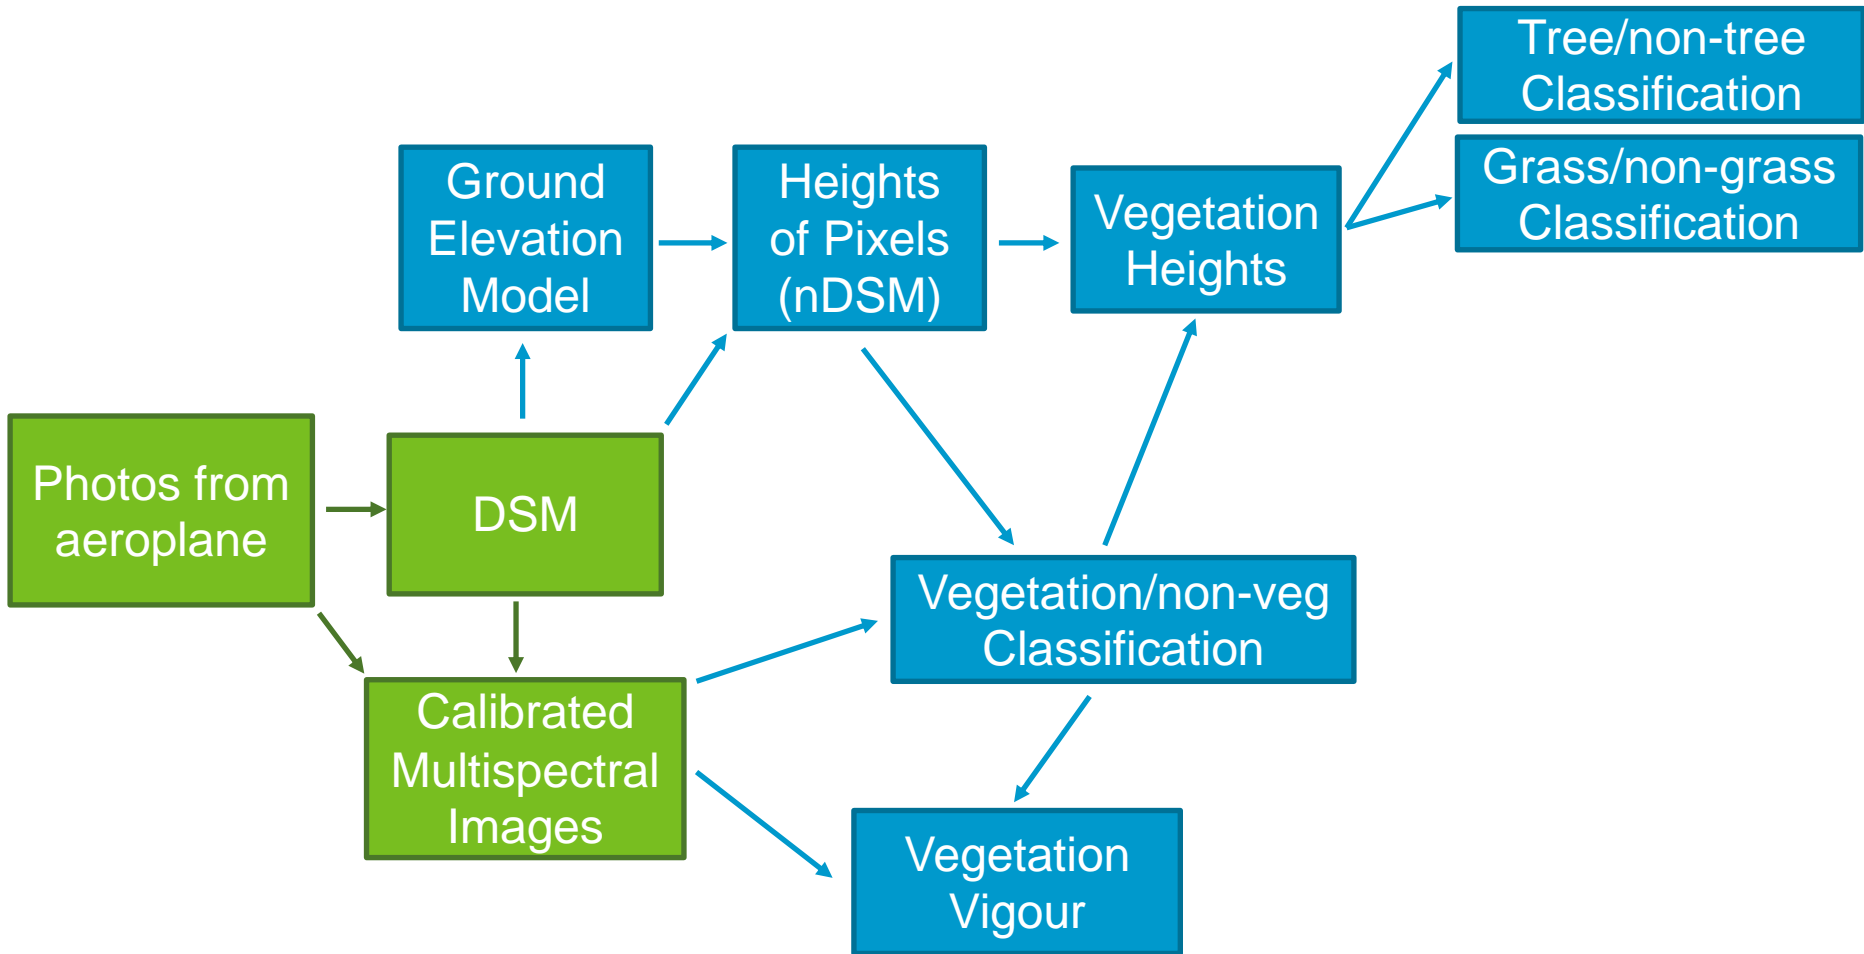 Tree/non-tree
Classification
Grass/non-grass
Classification
Ground
Elevation
Model
Heights
of Pixels
(nDSM)
Vegetation
Heights
Photos from
aeroplane
DSM
Vegetation/non-veg
Classification
Calibrated
Multispectral
Images
Vegetation
Vigour